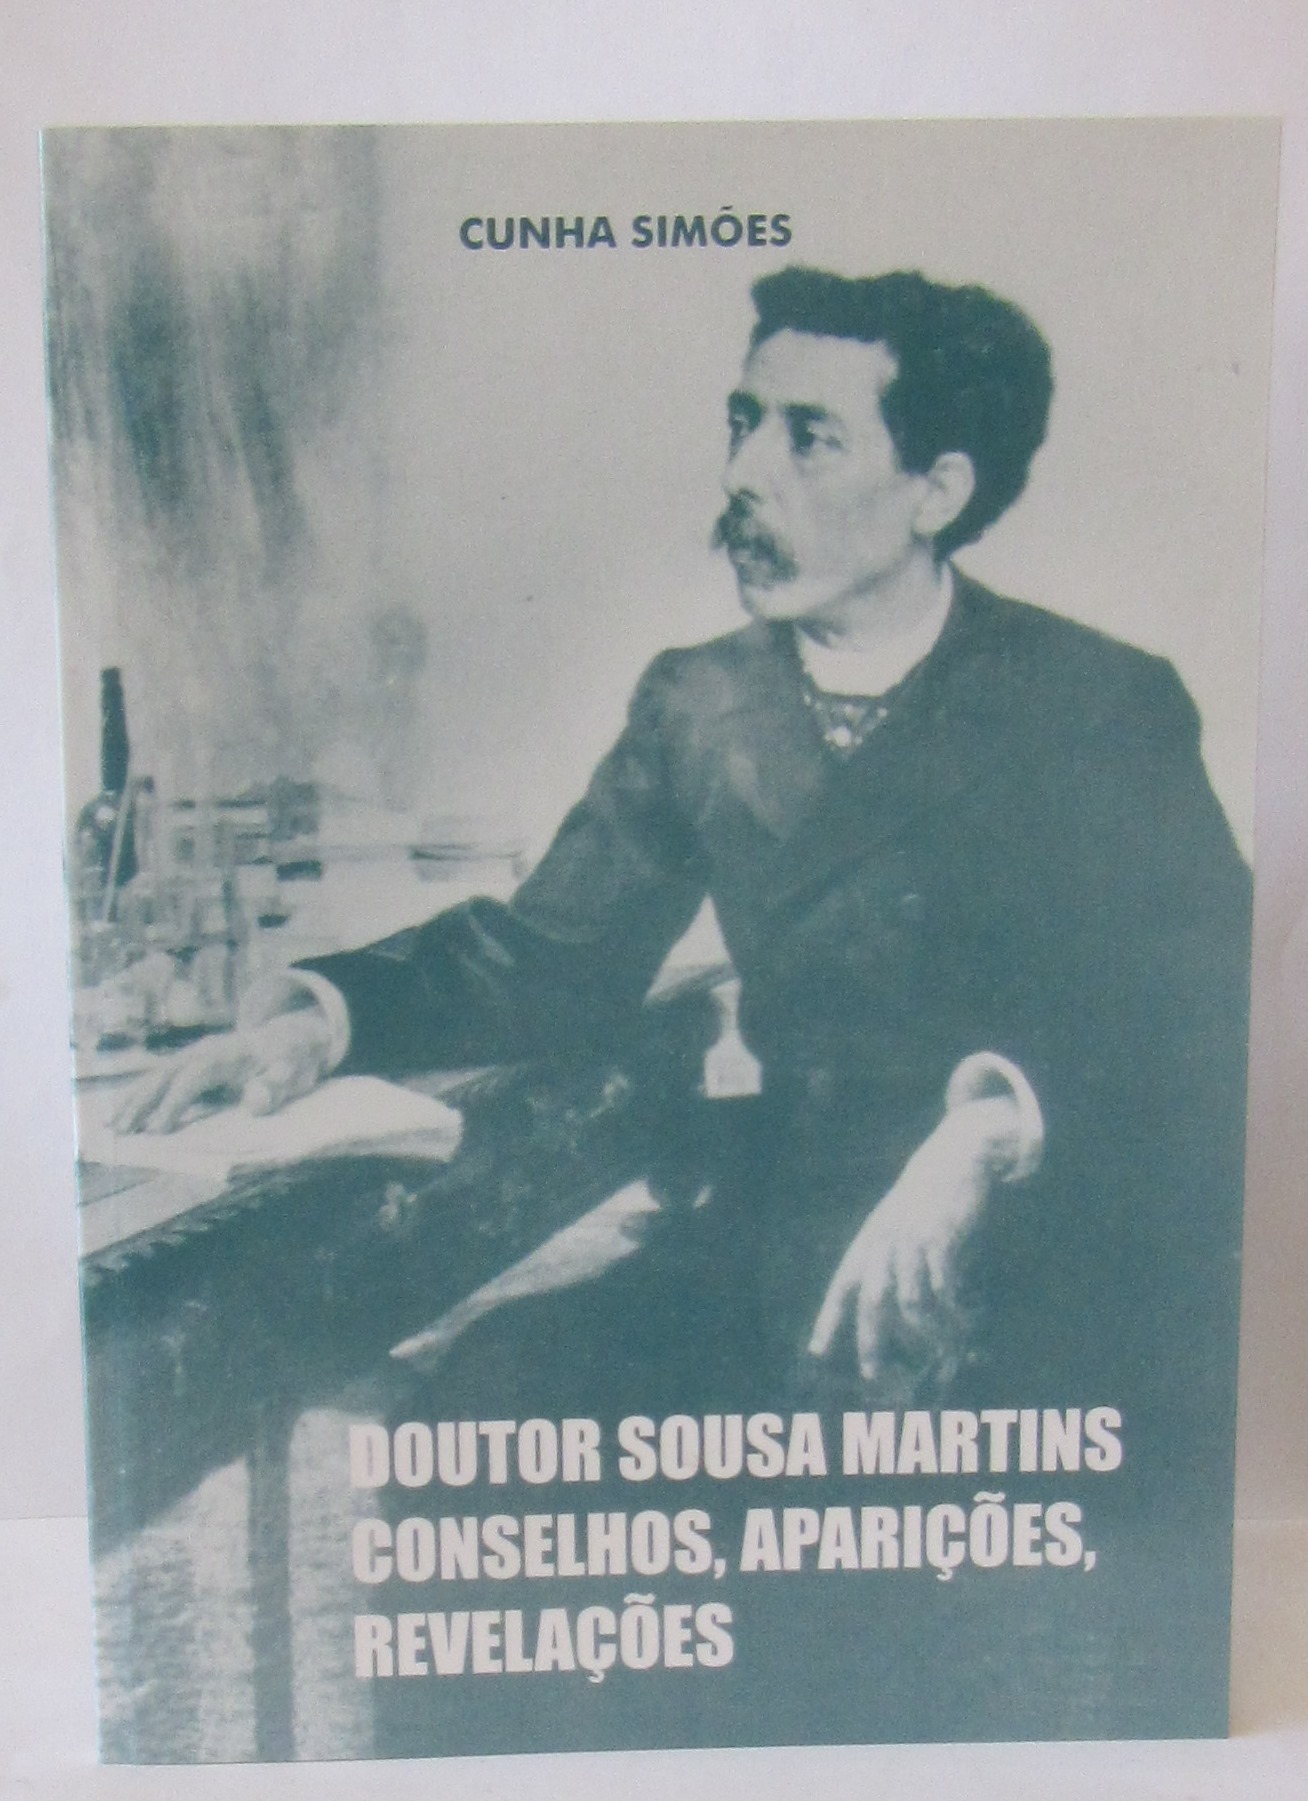 CUNHA SIMÕES
DOUTOR SOUSA MARTINS
CONSELHOS, APARIÇÕES,
REVELAÇÕES